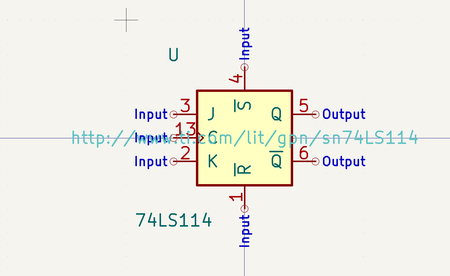 Input
U
4
S
Input 3 J Q 5 Output
http://www.ti.com/lit/gpn/sn74LS114
Input 13 C
Input 2 K Q 6 Output
R
1
74LS114
Input